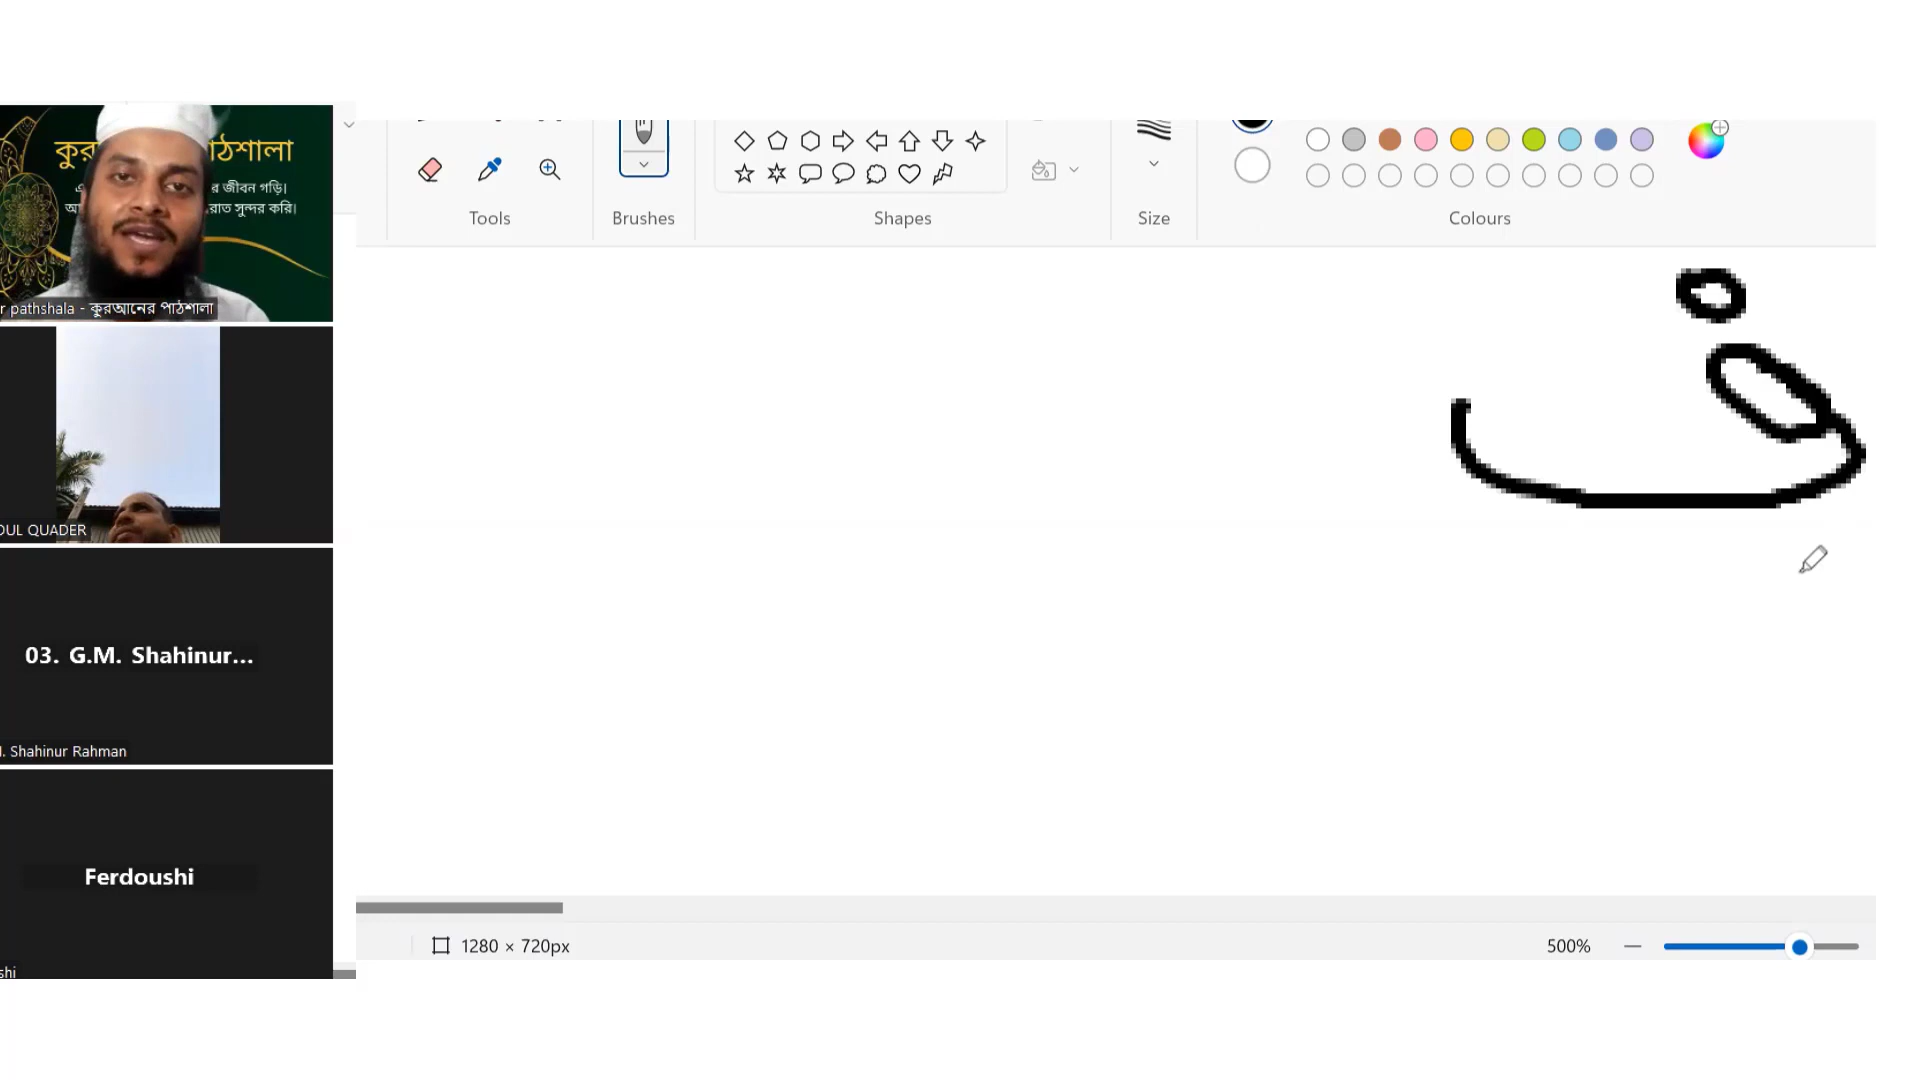 পাঠশালা
র জীবন গড়ি।
রাত সুন্দর করি।
r pathshala - কুরআনের পাঠশালা
DUL QUADER
03. G.M. Shahinur...
I. Shahinur Rahman
Ferdoushi
shi
Tools
Brushes
Shapes
Size
Colours
ف
1280 × 720px
500%